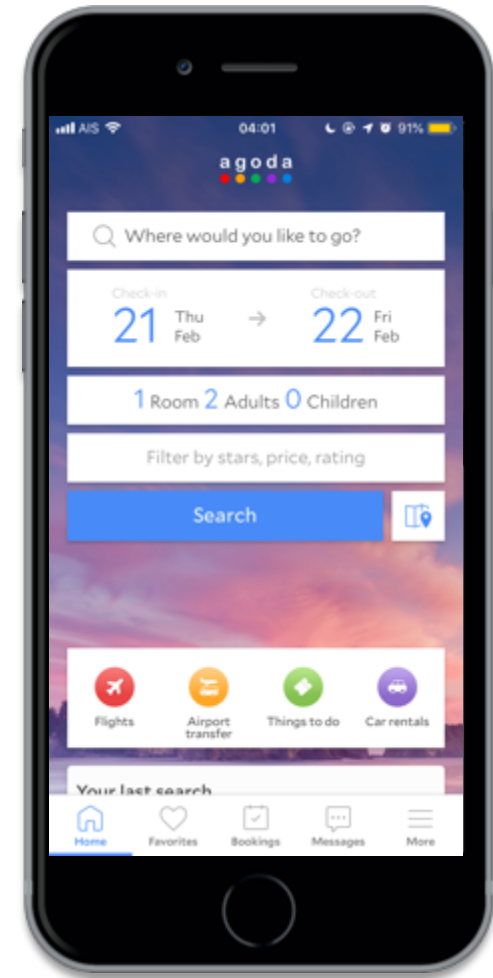 AIS 04:01 91%
agoda
Where would you like to go?
Check-in Check-out
21 Thu Feb → 22 Fri Feb
1 Room 2 Adults 0 Children
Filter by stars, price, rating
Search
Flights Airport transfer Things to do Car rentals
Your last search
Home Favorites Bookings Messages More